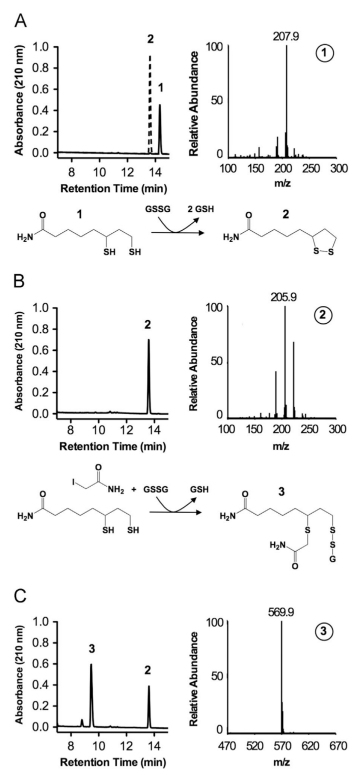 A
Absorbance (210 nm)
1.0
0.8
0.6
0.4
0.2
0.0
2
1
8 10 12 14
Retention Time (min)
Relative Abundance
100
50
0
207.9
1
100 150 200 250 300
m/z
O
H₂N
1
SH SH
GSSG 2 GSH
O
H₂N
2
S-S
B
Absorbance (210 nm)
1.0
0.8
0.6
0.4
0.2
0.0
2
8 10 12 14
Retention Time (min)
Relative Abundance
100
50
0
205.9
2
100 150 200 250 300
m/z
I NH₂ + GSSG GSH
O
O
H₂N
SH SH
3
O
H₂N
S S
H₂N S
O G
C
Absorbance (210 nm)
1.0
0.8
0.6
0.4
0.2
0.0
3
2
8 10 12 14
Retention Time (min)
Relative Abundance
100
50
0
569.9
3
470 520 570 620 670
m/z